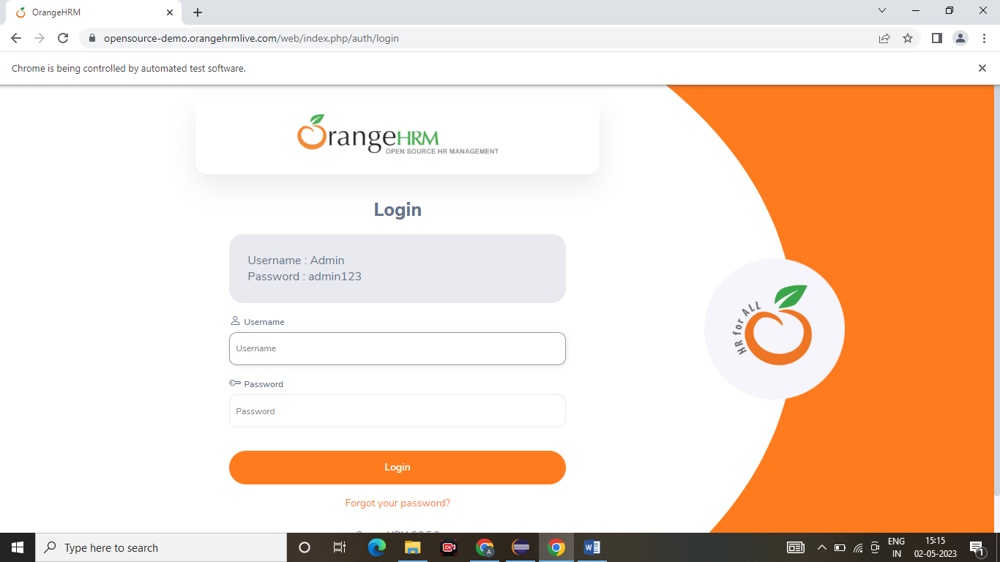 OrangeHRM
opensource-demo.orangehrmlive.com/web/index.php/auth/login
Chrome is being controlled by automated test software.
OrangeHRM
OPEN SOURCE HR MANAGEMENT
Login
Username : Admin
Password : admin123
Username
Username
Password
Password
Login
Forgot your password?
HR for ALL
Type here to search
A
W
ENG
IN
15:15
02-05-2023
1